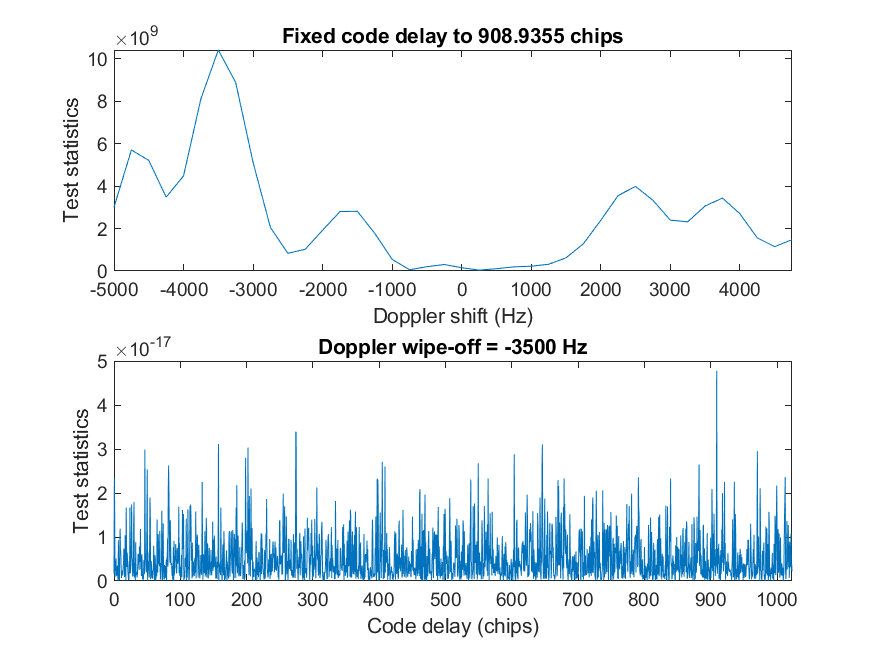 Fixed code delay to 908.9355 chips
×10^9
10
8
6
4
2
0
Test statistics
-5000 -4000 -3000 -2000 -1000 0 1000 2000 3000 4000
Doppler shift (Hz)
Doppler wipe-off = -3500 Hz
×10^-17
5
4
3
2
1
0
Test statistics
0 100 200 300 400 500 600 700 800 900 1000
Code delay (chips)